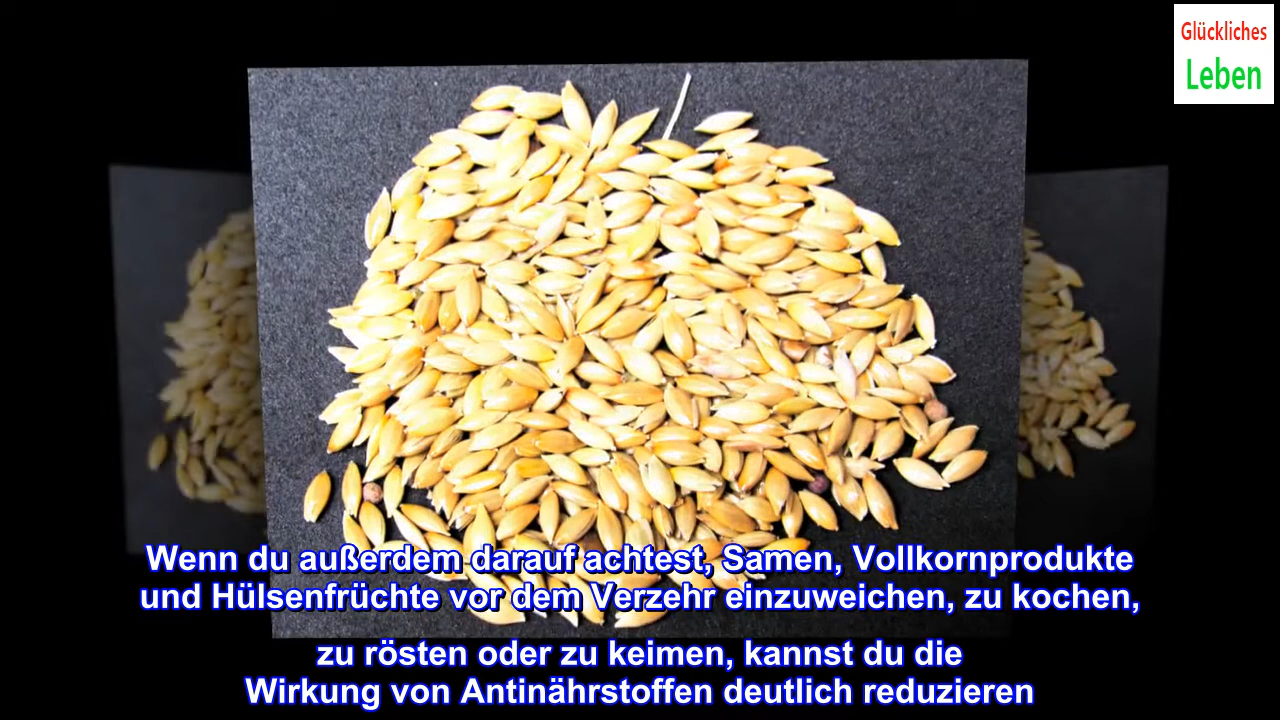 Glückliches
Leben
Wenn du außerdem darauf achtest, Samen, Vollkornprodukte
und Hülsenfrüchte vor dem Verzehr einzuweichen, zu kochen,
zu rösten oder zu keimen, kannst du die
Wirkung von Antinährstoffen deutlich reduzieren